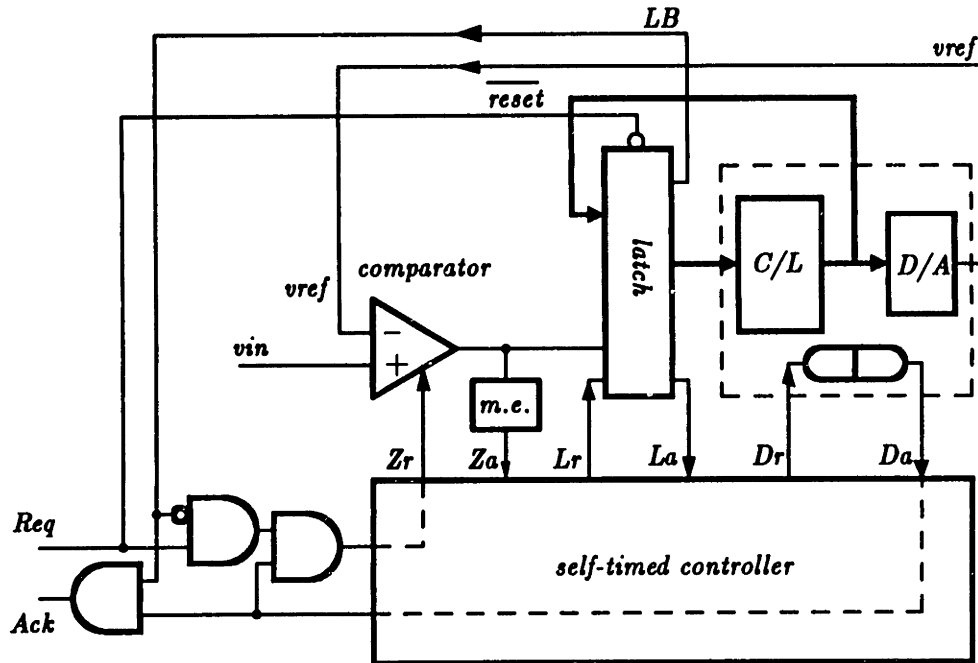 LB
vref
reset
latch
C/L
D/A
comparator
vref
−
vin
+
m.e.
Zr
Za
Lr
La
Dr
Da
Req
self-timed controller
Ack